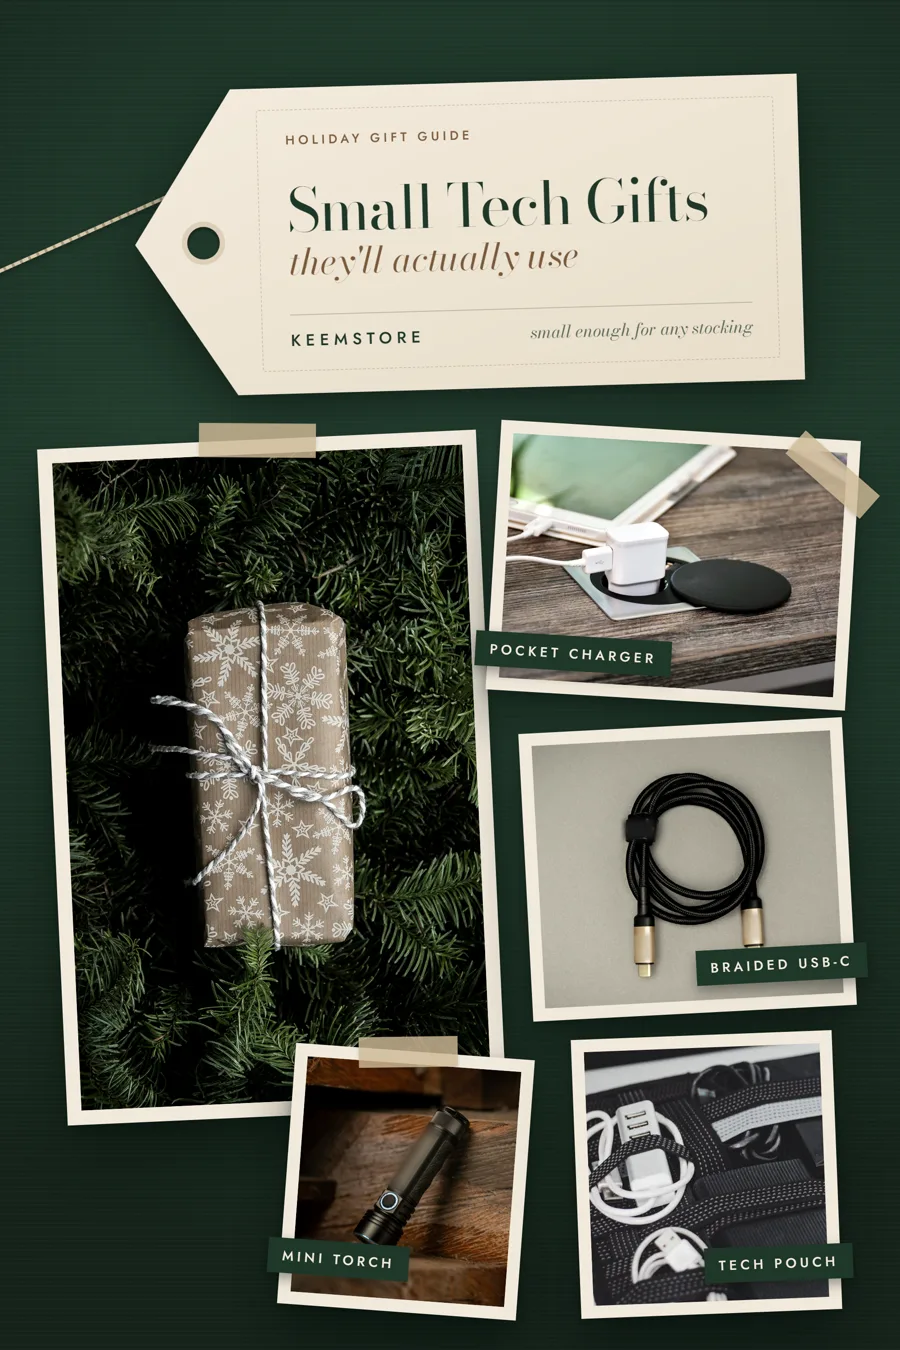 HOLIDAY GIFT GUIDE
Small Tech Gifts
they'll actually use
KEEMSTORE
small enough for any stocking
POCKET CHARGER
BRAIDED USB-C
MINI TORCH
TECH POUCH